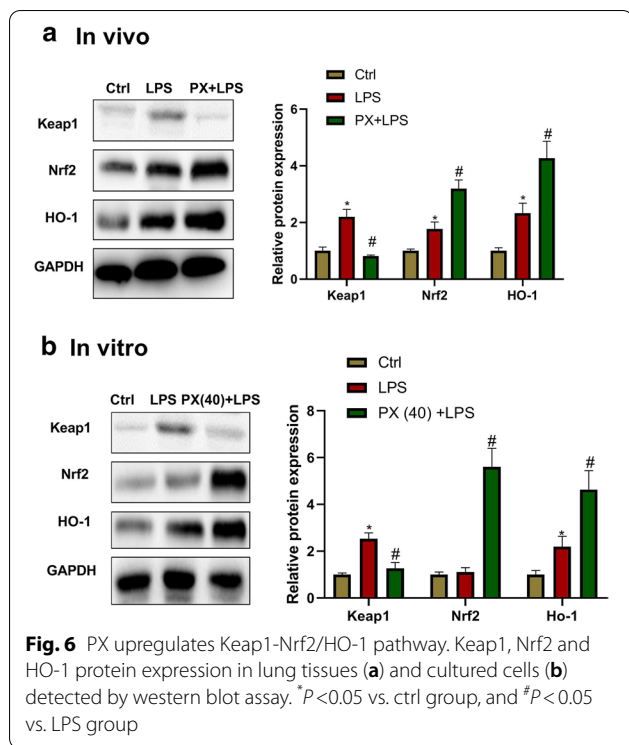 a In vivo
Ctrl LPS PX+LPS
Keap1
Nrf2
HO-1
GAPDH
Ctrl
LPS
PX+LPS
Relative protein expression
6
4
2
0
* # * # * #
Keap1 Nrf2 HO-1
b In vitro
Ctrl LPS PX(40)+LPS
Keap1
Nrf2
HO-1
GAPDH
Ctrl
LPS
PX (40) +LPS
Relative protein expression
8
6
4
2
0
* # # * #
Keap1 Nrf2 Ho-1
Fig. 6 PX upregulates Keap1-Nrf2/HO-1 pathway. Keap1, Nrf2 and
HO-1 protein expression in lung tissues (a) and cultured cells (b)
detected by western blot assay. *P<0.05 vs. ctrl group, and #P<0.05
vs. LPS group